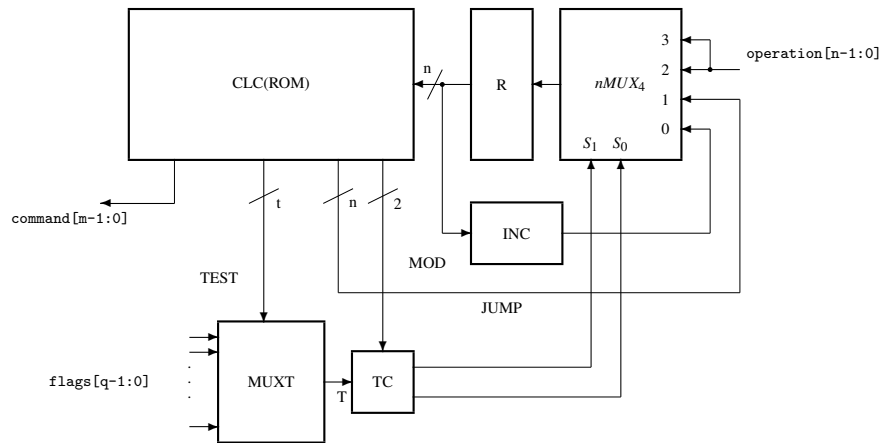 3
operation[n-1:0]
n
CLC(ROM)
2
R
nMUX4
1
0
S1 S0
t
n
2
command[m-1:0]
INC
MOD
TEST
JUMP
flags[q-1:0]
MUXT
T
TC